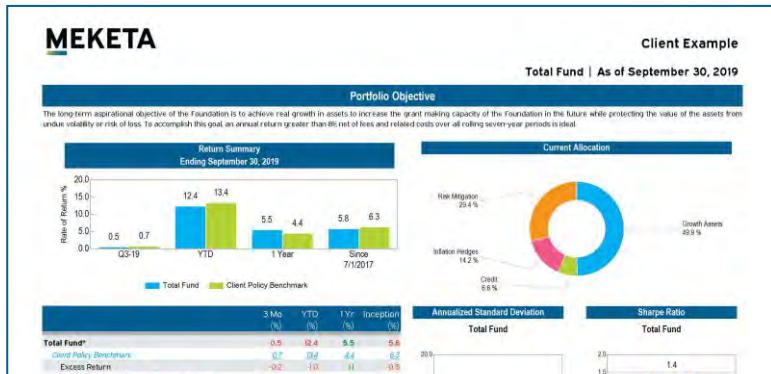 MEKETA
Client Example
Total Fund | As of September 30, 2019
Portfolio Objective
The long-term aspirational objective of the Foundation is to achieve real growth in assets to increase the grant making capacity of the Foundation in the future while protecting the value of the assets from
undue volatility or risk of loss. To accomplish this goal, an annual return greater than 8% net of fees and related costs over all rolling seven-year periods is ideal.
Return Summary
Ending September 30, 2019
Rate of Return %
20.0
15.0
10.0
5.0
0.0
0.5
0.7
12.4
13.4
5.5
4.4
5.8
6.3
Q3-19
YTD
1 Year
Since
7/1/2017
Total Fund
Client Policy Benchmark
Current Allocation
Risk Mitigation
29.4 %
Growth Assets
49.9 %
Inflation Hedges
14.2 %
Credit
6.6 %
3 Mo
(%)
YTD
(%)
1 Yr
(%)
Inception
(%)
Total Fund*
0.5
12.4
5.5
5.8
Client Policy Benchmark
0.7
13.4
4.4
6.3
Excess Return
-0.2
-1.0
1.1
-0.5
Annualized Standard Deviation
Total Fund
20.0
Sharpe Ratio
Total Fund
2.0
1.5
1.4